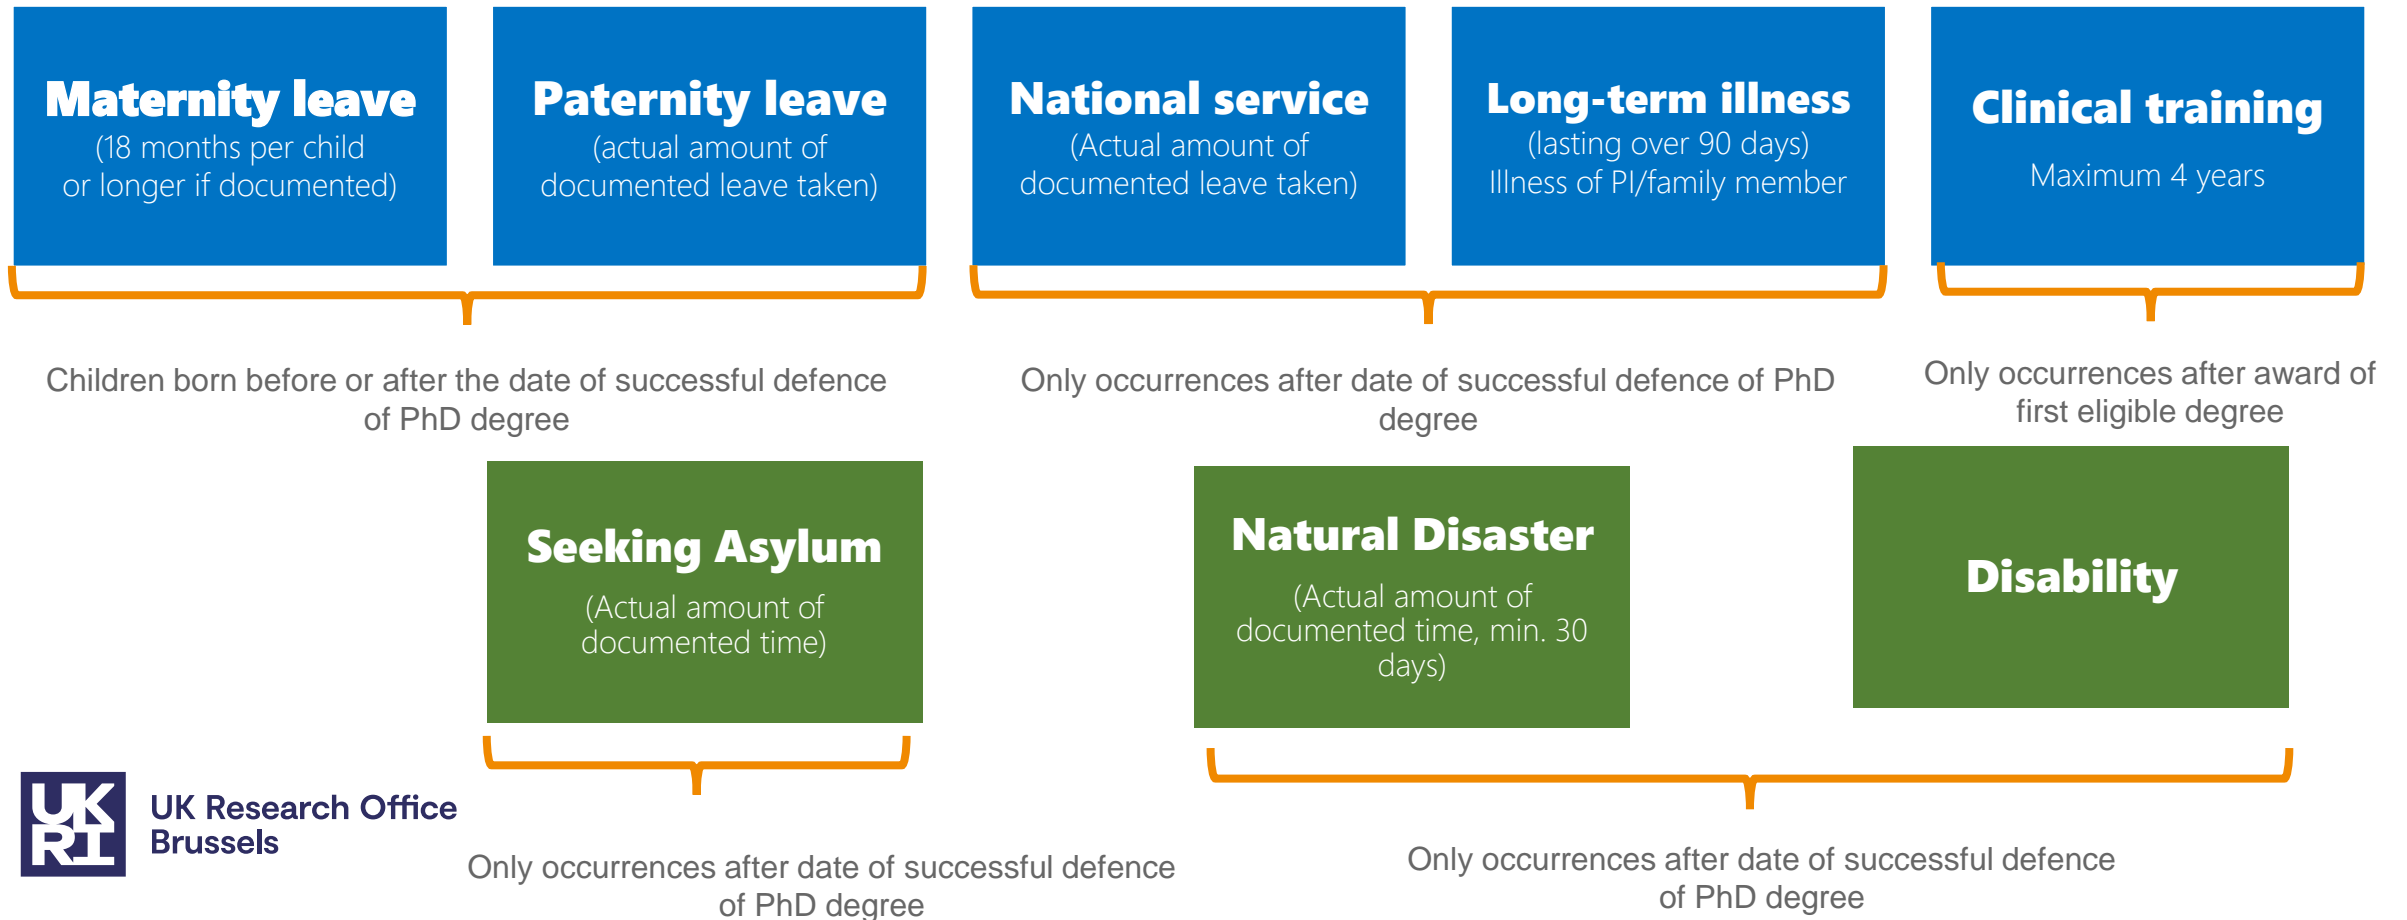 Maternity leave
(18 months per child
or longer if documented)
Paternity leave
(actual amount of
documented leave taken)
National service
(Actual amount of
documented leave taken)
Long-term illness
(lasting over 90 days)
Illness of PI/family member
Clinical training
Maximum 4 years
Children born before or after the date of successful defence
of PhD degree
Only occurrences after date of successful defence of PhD
degree
Only occurrences after award of
first eligible degree
Seeking Asylum
(Actual amount of
documented time)
Natural Disaster
(Actual amount of
documented time, min. 30
days)
Disability
UK
RI
UK Research Office
Brussels
Only occurrences after date of successful defence
of PhD degree
Only occurrences after date of successful defence
of PhD degree